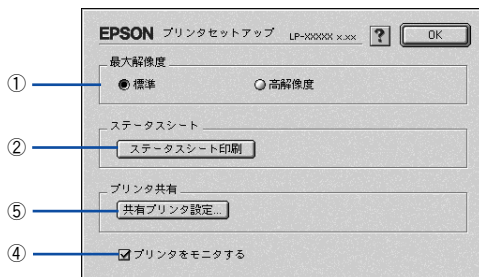 EPSON プリンタセットアップ LP-XXXXX x.xx ? OK
最大解像度
① ●標準 ○高解像度
ステータスシート
② ステータスシート印刷
プリンタ共有
⑤ 共有プリンタ設定...
④ ☑プリンタをモニタする